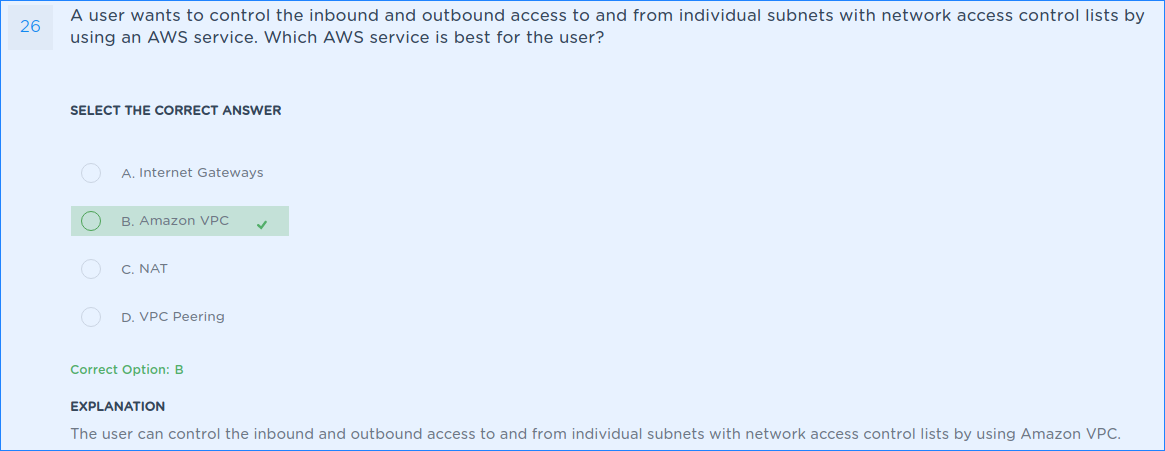 26
A user wants to control the inbound and outbound access to and from individual subnets with network access control lists by
using an AWS service. Which AWS service is best for the user?
SELECT THE CORRECT ANSWER
A. Internet Gateways
B. Amazon VPC
C. NAT
D. VPC Peering
Correct Option: B
EXPLANATION
The user can control the inbound and outbound access to and from individual subnets with network access control lists by using Amazon VPC.